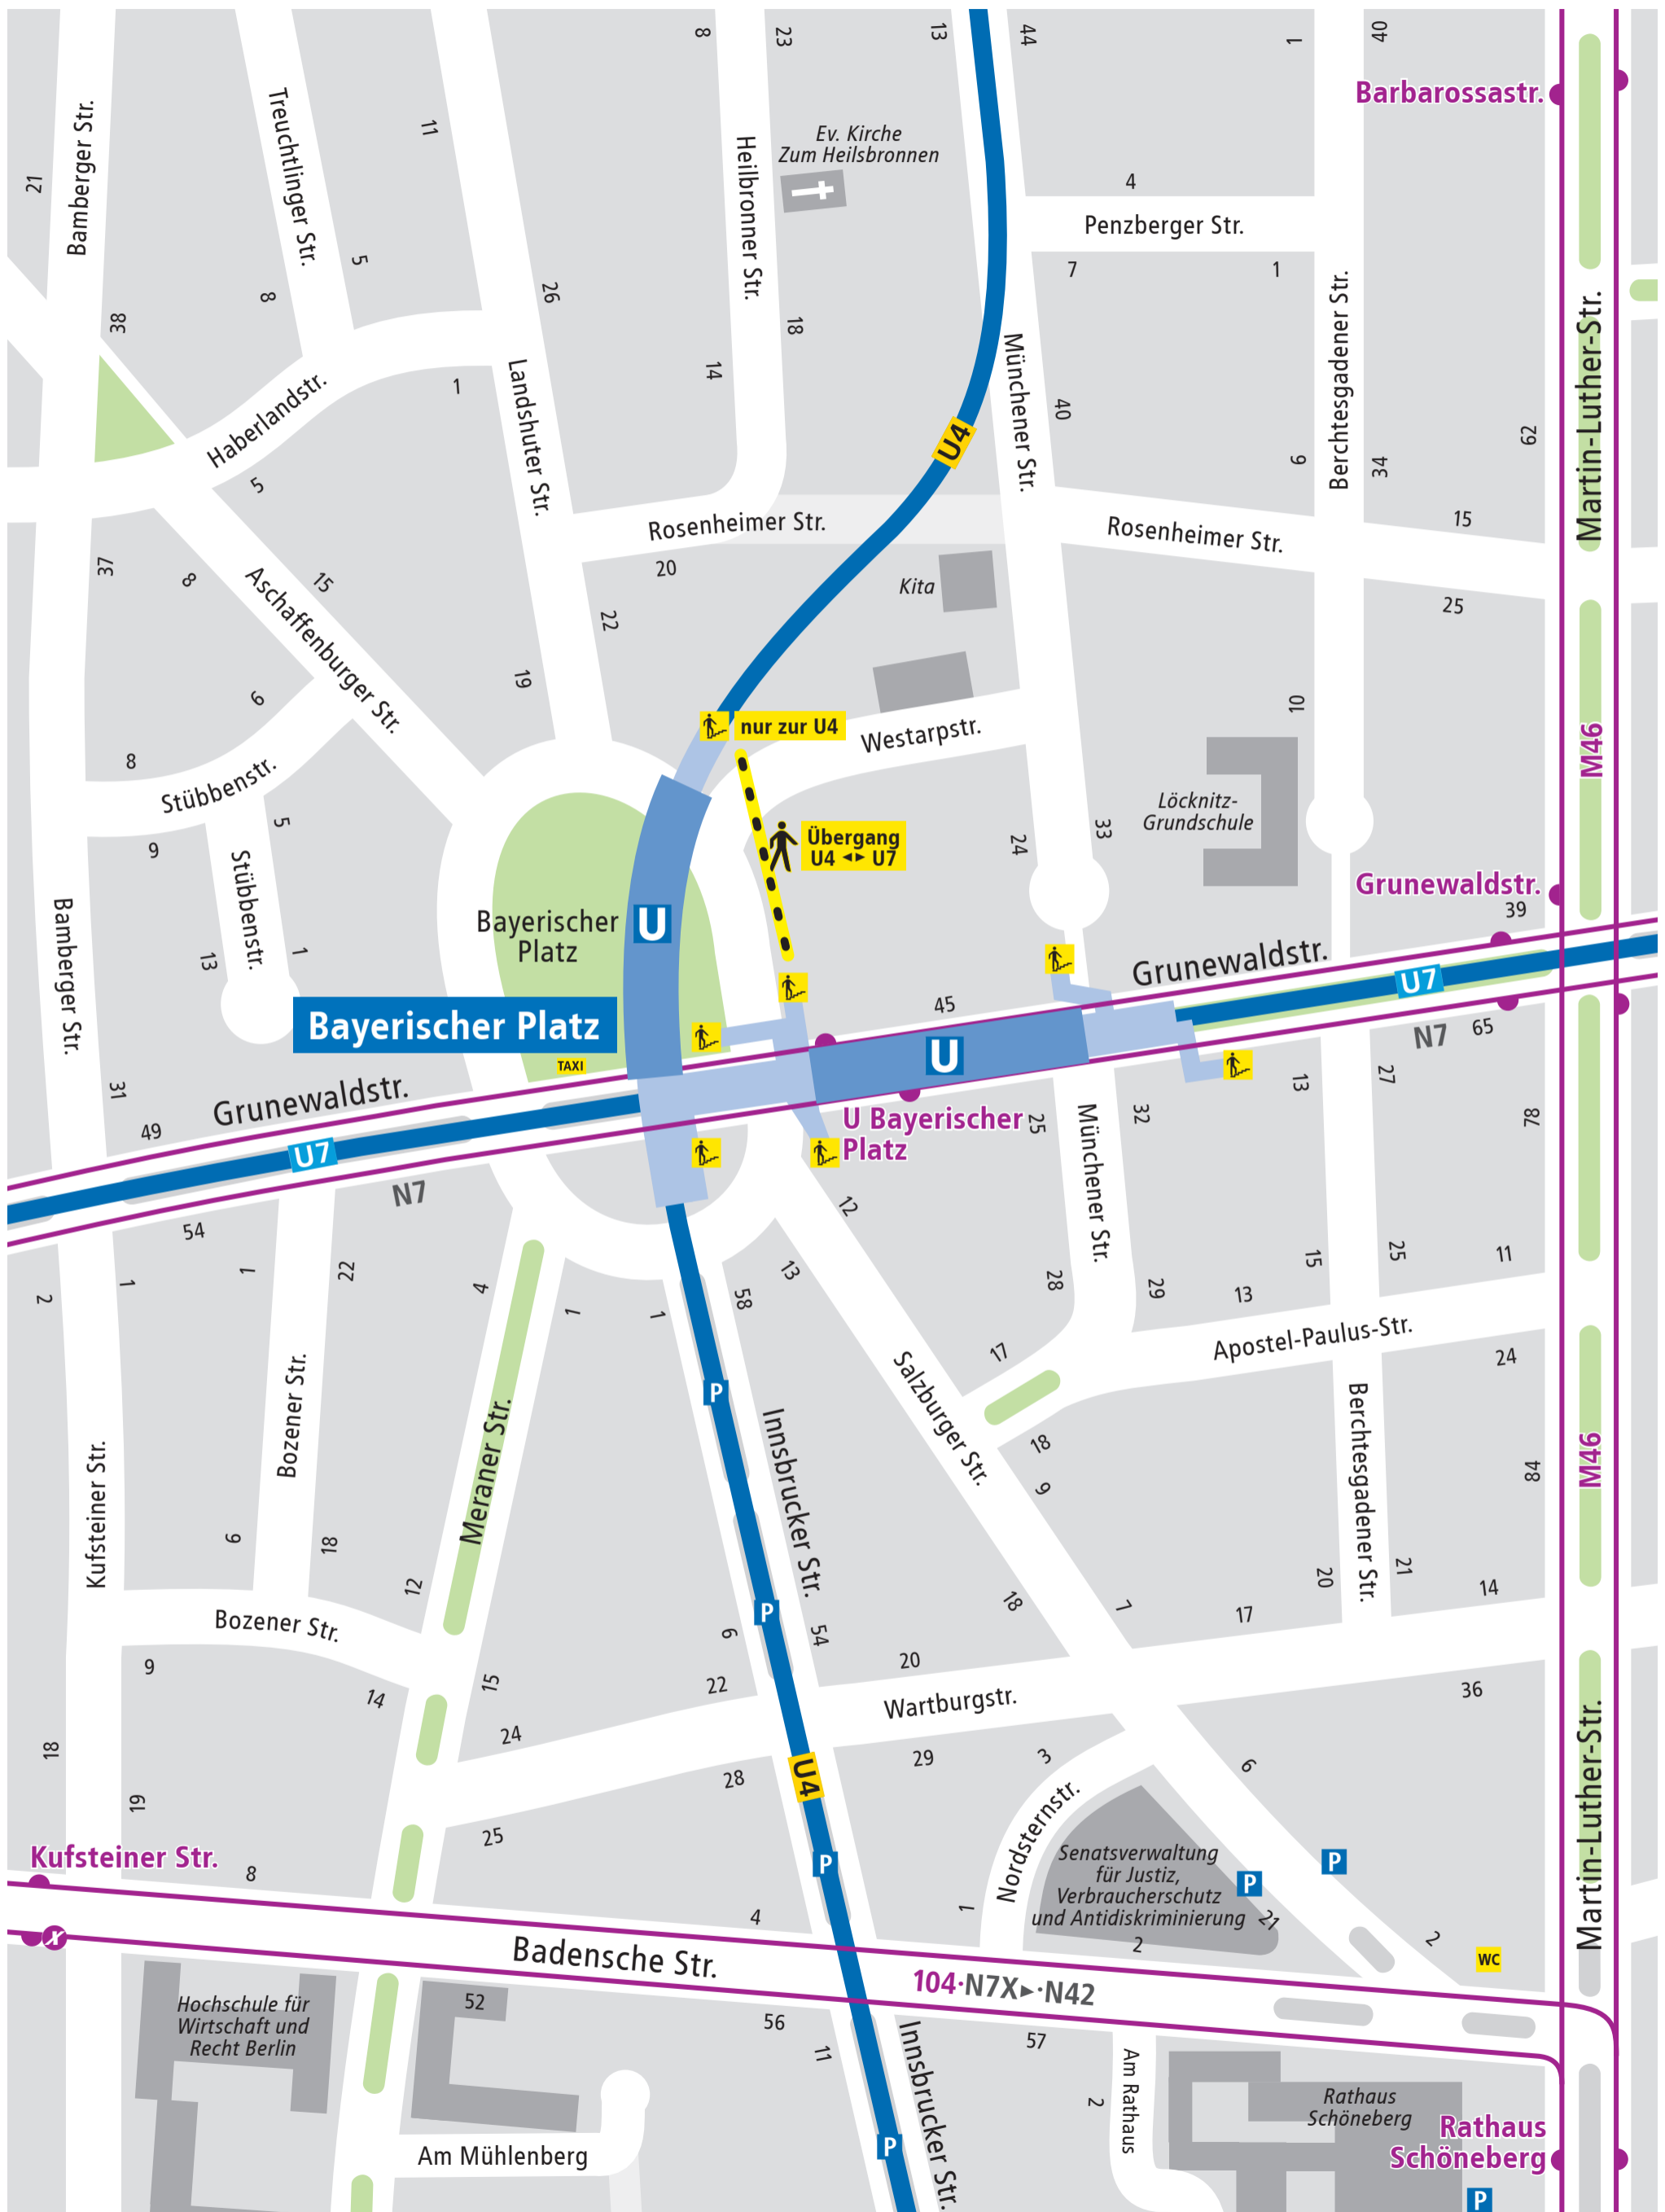 8
23
13
44
1
40
Barbarossastr.
Bamberger Str.
Treuchtlinger Str.
11
Heilbronner Str.
Ev. Kirche
Zum Heilsbronnen
21
4
Penzberger Str.
5
7
1
8
26
38
18
Berchtesgadener Str.
Martin-Luther-Str.
14
1
Haberlandstr.
Landshuter Str.
Münchener Str.
40
U4
62
9
34
5
Rosenheimer Str.
Rosenheimer Str.
15
37
8
15
20
Kita
25
Aschaffenburger Str.
22
6
19
10
nur zur U4
Westarpstr.
M46
8
Stübbenstr.
5
9
Übergang
U4 ◄► U7
24
33
Löcknitz-
Grundschule
Stübbenstr.
Bamberger Str.
13
1
Bayerischer
Platz
U
Grunewaldstr.
39
Grunewaldstr.
U7
Bayerischer Platz
45
N7
65
TAXI
U
31
Grunewaldstr.
49
U7
N7
U Bayerischer
Platz
25
Münchener Str.
32
13
27
78
54
12
2
1
1
22
4
1
1
58
13
28
29
13
15
25
11
17
Apostel-Paulus-Str.
24
P
Bozener Str.
Kufsteiner Str.
Meraner Str.
Innsbrucker Str.
Salzburger Str.
18
9
Berchtesgadener Str.
M46
84
6
18
12
20
21
14
P
18
7
17
Bozener Str.
6
54
9
14
15
22
20
Wartburgstr.
36
24
18
19
28
U4
29
3
6
25
Nordsternstr.
Martin-Luther-Str.
Kufsteiner Str.
8
P
Senatsverwaltung
für Justiz,
Verbraucherschutz
und Antidiskriminierung
P
P
21
1
4
2
2
X
Badensche Str.
WC
104·N7X►·N42
Hochschule für
Wirtschaft und
Recht Berlin
52
56
11
57
Innsbrucker Str.
Am Rathaus
2
Rathaus
Schöneberg
Rathaus
Schöneberg
Am Mühlenberg
P
P